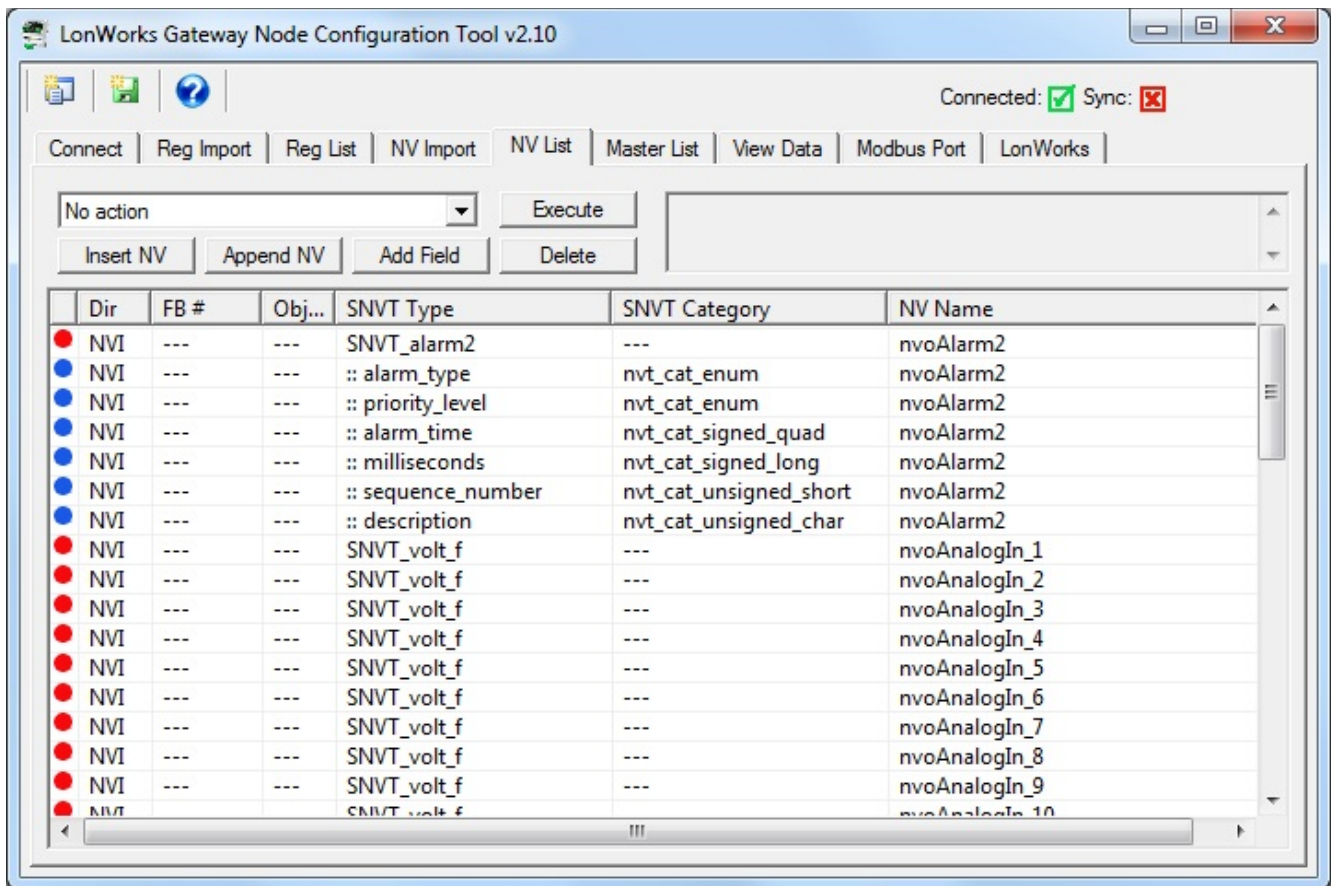 LonWorks Gateway Node Configuration Tool v2.10
Connected: Sync:
Connect Reg Import Reg List NV Import NV List Master List View Data Modbus Port LonWorks
No action Execute
Insert NV Append NV Add Field Delete
Dir FB # Obj... SNVT Type SNVT Category NV Name
NVI --- --- SNVT_alarm2 --- nvoAlarm2
NVI --- --- :: alarm_type nvt_cat_enum nvoAlarm2
NVI --- --- :: priority_level nvt_cat_enum nvoAlarm2
NVI --- --- :: alarm_time nvt_cat_signed_quad nvoAlarm2
NVI --- --- :: milliseconds nvt_cat_signed_long nvoAlarm2
NVI --- --- :: sequence_number nvt_cat_unsigned_short nvoAlarm2
NVI --- --- :: description nvt_cat_unsigned_char nvoAlarm2
NVI --- --- SNVT_volt_f --- nvoAnalogIn_1
NVI --- --- SNVT_volt_f --- nvoAnalogIn_2
NVI --- --- SNVT_volt_f --- nvoAnalogIn_3
NVI --- --- SNVT_volt_f --- nvoAnalogIn_4
NVI --- --- SNVT_volt_f --- nvoAnalogIn_5
NVI --- --- SNVT_volt_f --- nvoAnalogIn_6
NVI --- --- SNVT_volt_f --- nvoAnalogIn_7
NVI --- --- SNVT_volt_f --- nvoAnalogIn_8
NVI --- --- SNVT_volt_f --- nvoAnalogIn_9
NVI SNVT_volt_f nvoAnalogIn_10